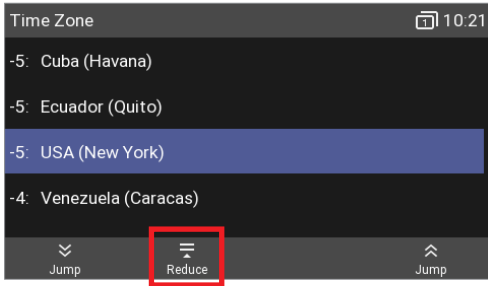 Time Zone 1 10:21
-5: Cuba (Havana)
-5: Ecuador (Quito)
-5: USA (New York)
-4: Venezuela (Caracas)
Jump Reduce Jump